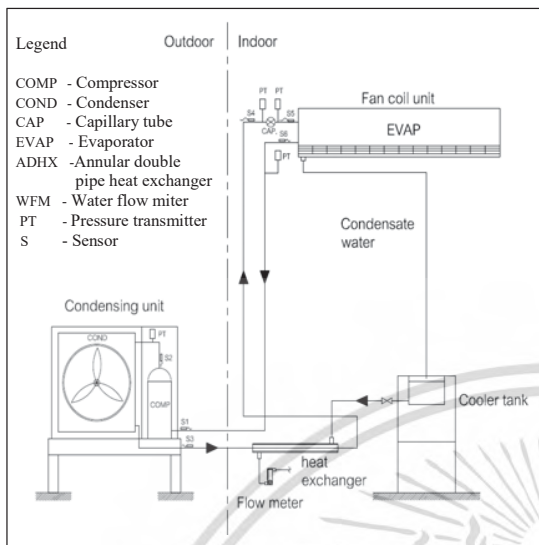 Legend
Outdoor
Indoor
COMP - Compressor
COND - Condenser
CAP - Capillary tube
EVAP - Evaporator
ADHX -Annular double
pipe heat exchanger
WFM - Water flow miter
PT - Pressure transmitter
S - Sensor
PT PT
S4
CAP.
S5
S6
PT
Fan coil unit
EVAP
Condensate
water
Condensing unit
COND
PT
S2
COMP
S1
S3
heat
exchanger
Flow meter
Cooler tank